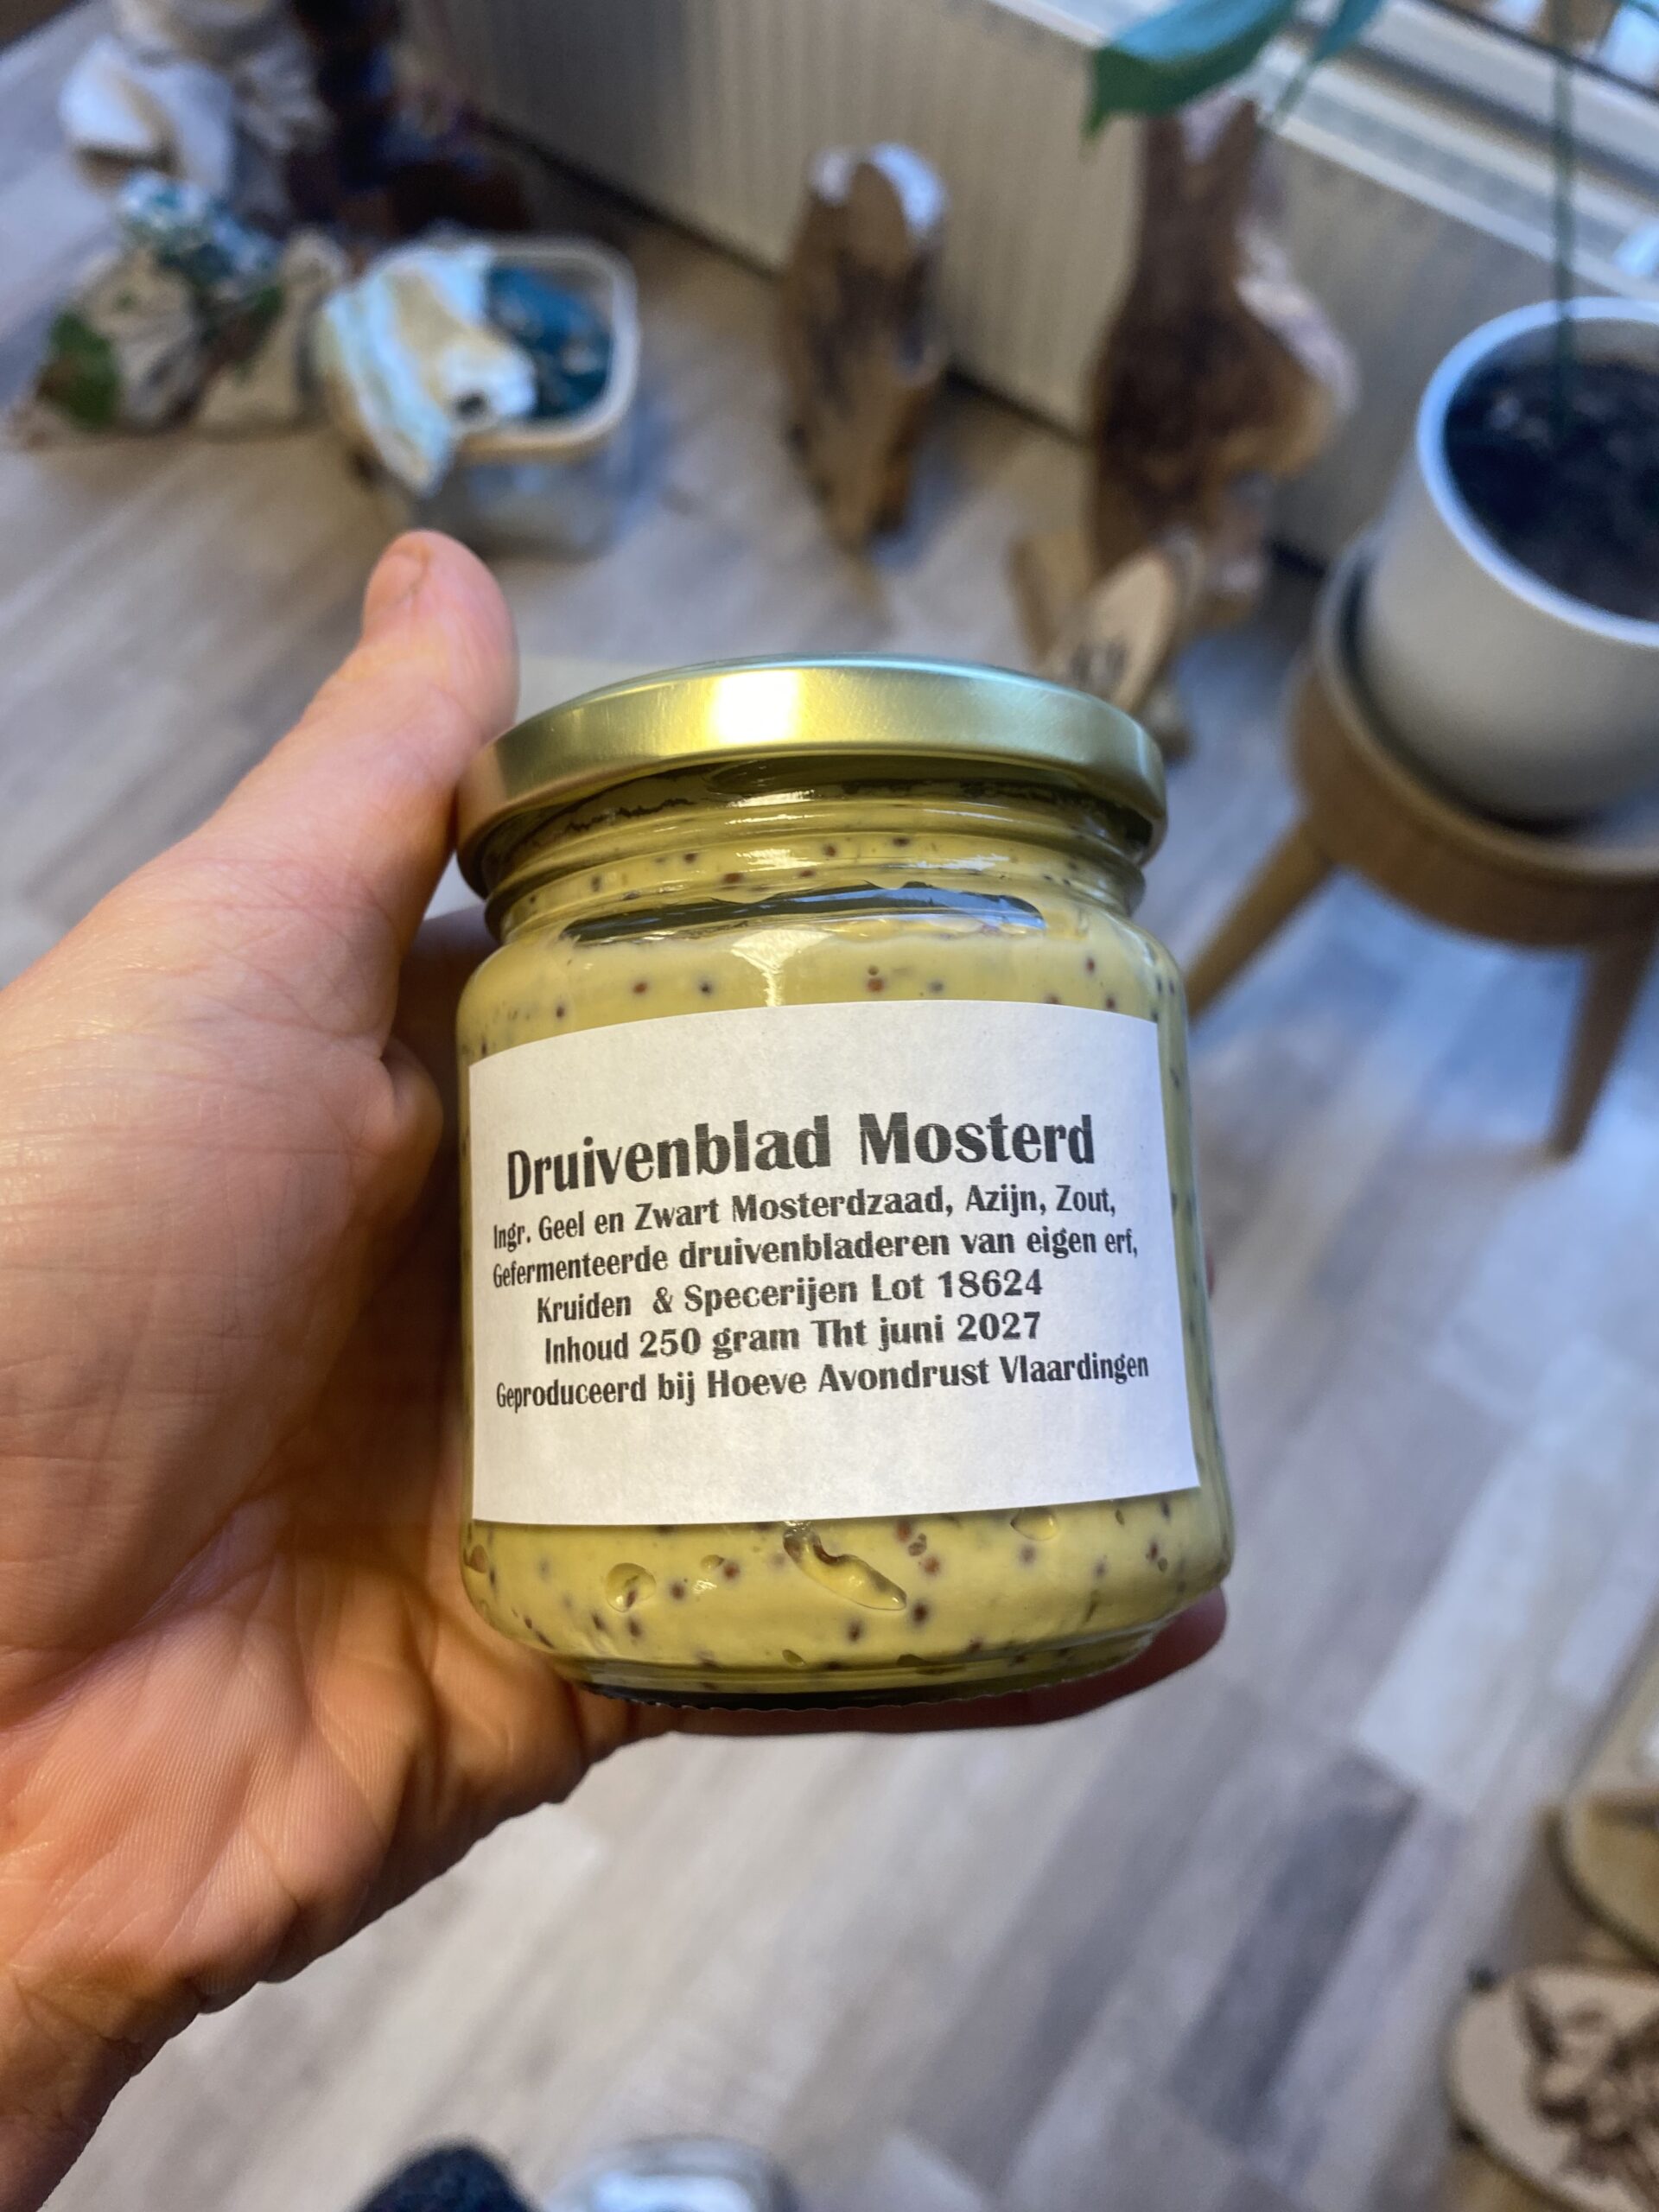 Druivenblad Mosterd
Ingr. Geel en Zwart Mosterdzaad, Azijn, Zout,
Gefermenteerde druivenbladeren van eigen erf,
Kruiden & Specerijen Lot 18624
Inhoud 250 gram Tht juni 2027
Geproduceerd bij Hoeve Avondrust Vlaardingen